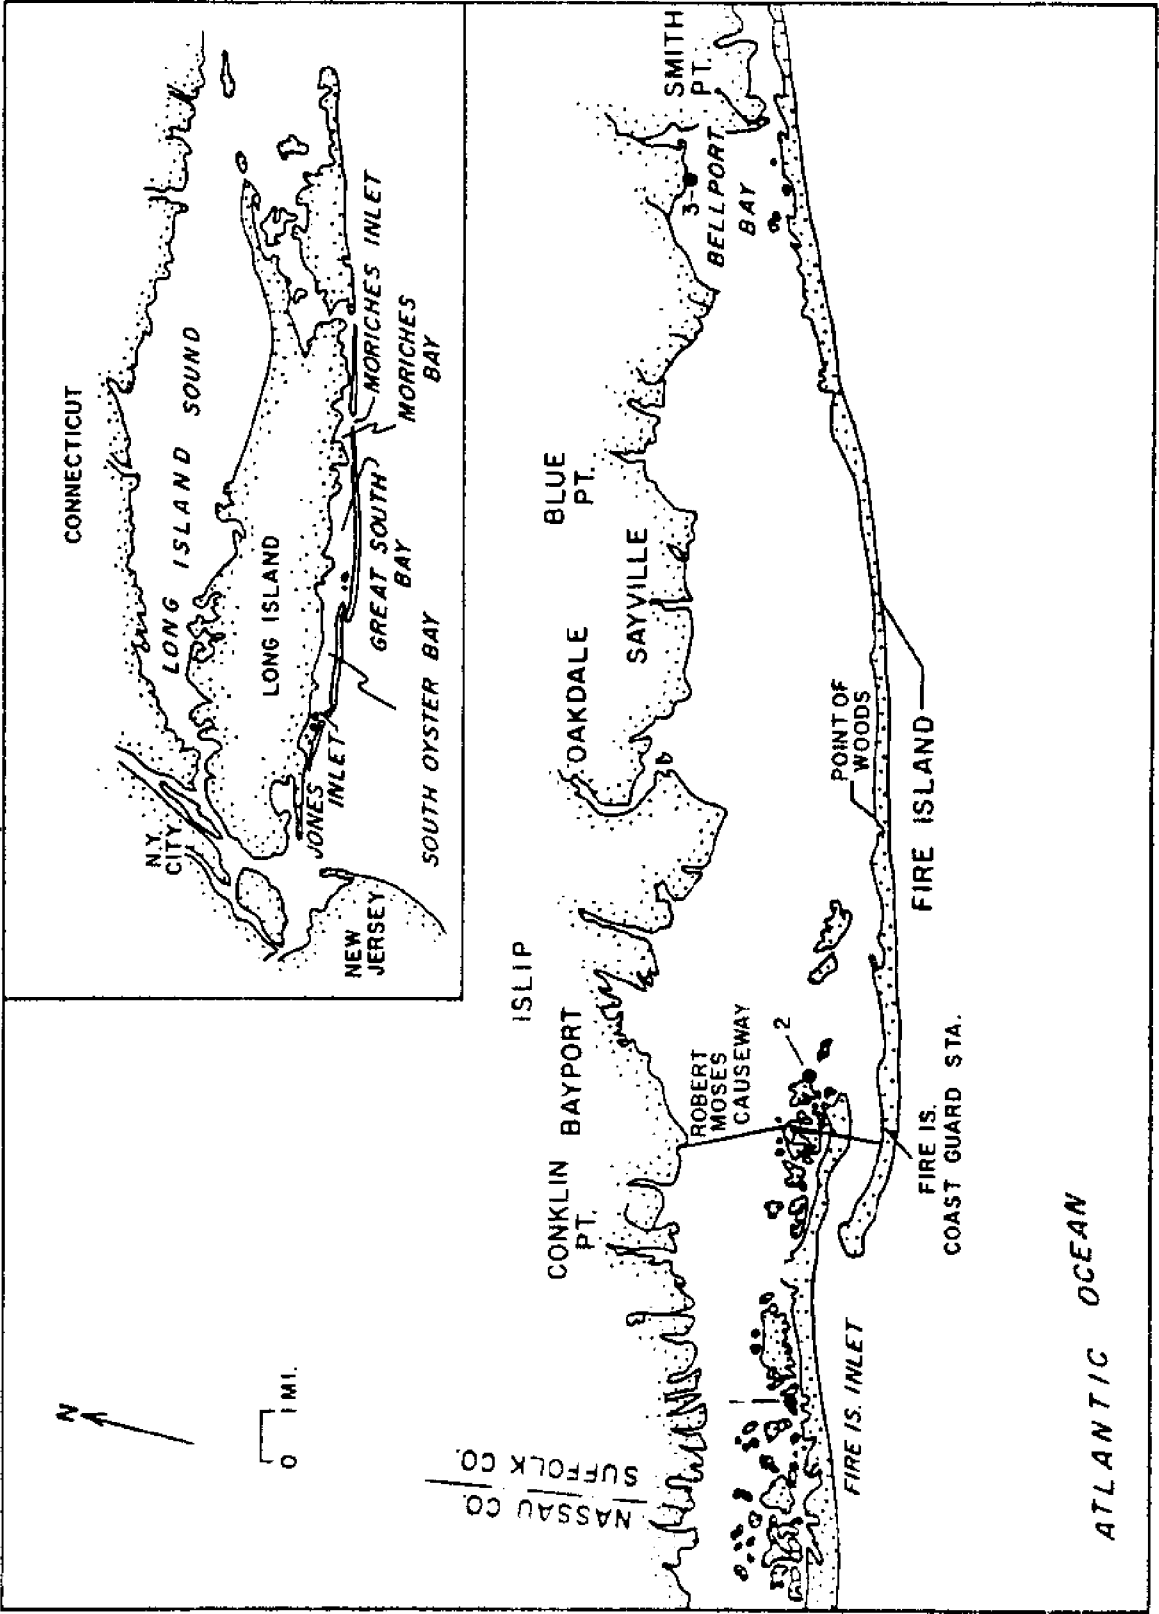 CONNECTICUT
LONG ISLAND SOUND
LONG ISLAND
N.Y.
CITY
NEW
JERSEY
JONES
INLET
SOUTH OYSTER BAY
GREAT SOUTH
BAY
MORICHES INLET
MORICHES
BAY
N
0 1 MI.
NASSAU CO.
SUFFOLK CO.
CONKLIN
PT.
BAYPORT
ISLIP
OAKDALE
SAYVILLE
BLUE
PT.
SMITH
PT.
3
BELLPORT
BAY
ROBERT
MOSES
CAUSEWAY
2
POINT OF
WOODS
FIRE ISLAND
FIRE IS.
COAST GUARD STA.
FIRE IS. INLET
ATLANTIC OCEAN